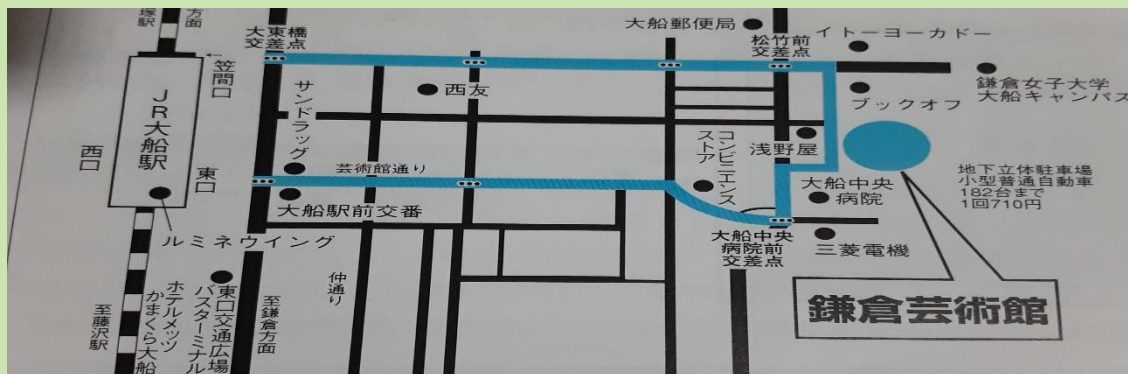 塚駅
方面
大東橋
交差点
笠間口
JR大船駅
西口
東口
サンドラッグ
西友
芸術館通り
大船駅前交番
ルミネウイング
大船郵便局
松竹前
交差点
イトーヨーカドー
鎌倉女子大学
大船キャンパス
ブックオフ
コンビニエンス
ストア
浅野屋
大船中央
病院
地下立体駐車場
小型普通自動車
182台まで
1回710円
大船中央
病院前
交差点
三菱電機
鎌倉芸術館
仲通り
至鎌倉方面
東口交通広場
バスターミナル
ホテルメッツ
かまくら大船
至藤沢駅